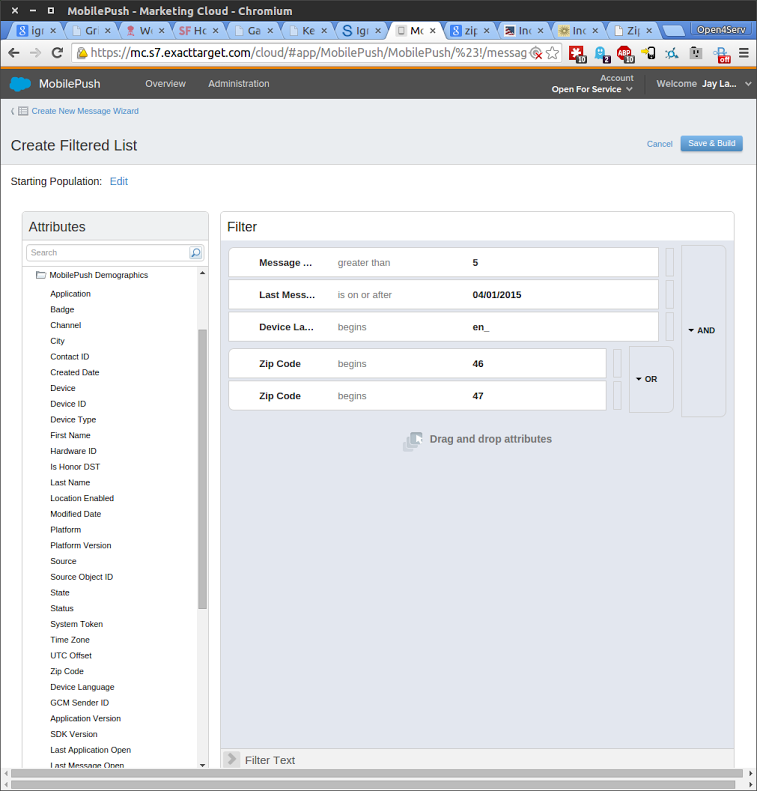 MobilePush - Marketing Cloud - Chromium
ign
Gri
We
SF Ho
Ga
Ke
Ign
Mo
zip
Inc
Inc
Zip
Open4Serv
https://mc.s7.exacttarget.com/cloud/#app/MobilePush/MobilePush/%23!/messag
10
2
ABP
10
off
MobilePush
Overview
Administration
Account
Open For Service
Welcome Jay La...
Create New Message Wizard
Create Filtered List
Cancel
Save & Build
Starting Population: Edit
Attributes
Search
MobilePush Demographics
Application
Badge
Channel
City
Contact ID
Created Date
Device
Device ID
Device Type
First Name
Hardware ID
Is Honor DST
Last Name
Location Enabled
Modified Date
Platform
Platform Version
Source
Source Object ID
State
Status
System Token
Time Zone
UTC Offset
Zip Code
Device Language
GCM Sender ID
Application Version
SDK Version
Last Application Open
Last Message Open
Filter
Message ... greater than 5
Last Mess... is on or after 04/01/2015
Device La... begins en_
AND
Zip Code begins 46
OR
Zip Code begins 47
Drag and drop attributes
Filter Text